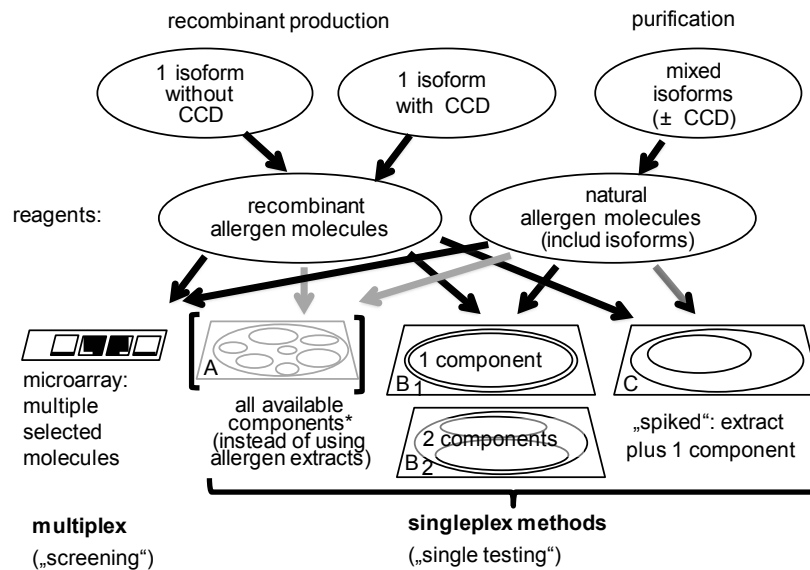 recombinant production
purification
1 isoform
without
CCD
1 isoform
with CCD
mixed
isoforms
(± CCD)
reagents:
recombinant
allergen molecules
natural
allergen molecules
(includ isoforms)
microarray:
multiple
selected
molecules
A
all available
components*
(instead of using
allergen extracts)
1 component
B1
2 components
B2
C
„spiked“: extract
plus 1 component
multiplex
(„screening“)
singleplex methods
(„single testing“)